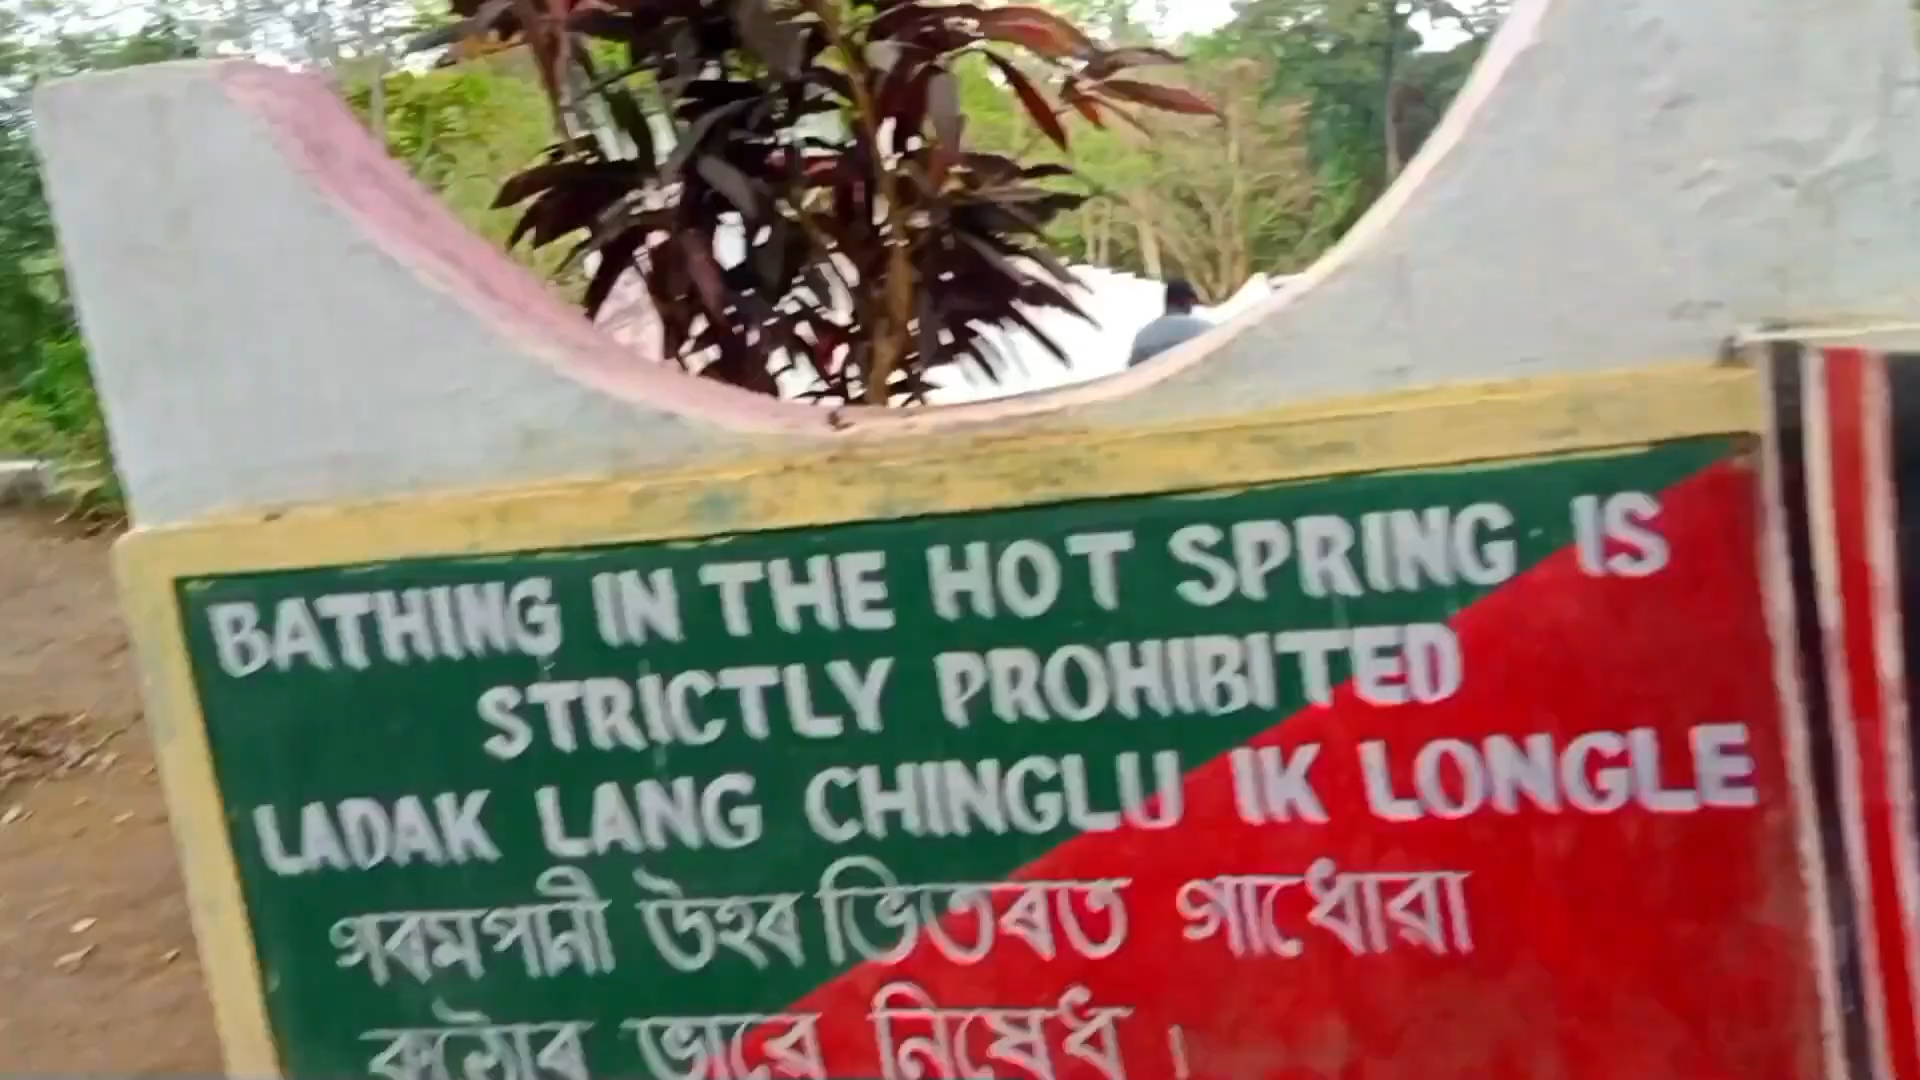 BATHING IN THE HOT SPRING IS
STRICTLY PROHIBITED
LADAK LANG CHINGLU IK LONGLE
গৰমপানী উহৰ ভিতৰত গাধোৱা
কঠোৰ ভাৱে নিষেধ।